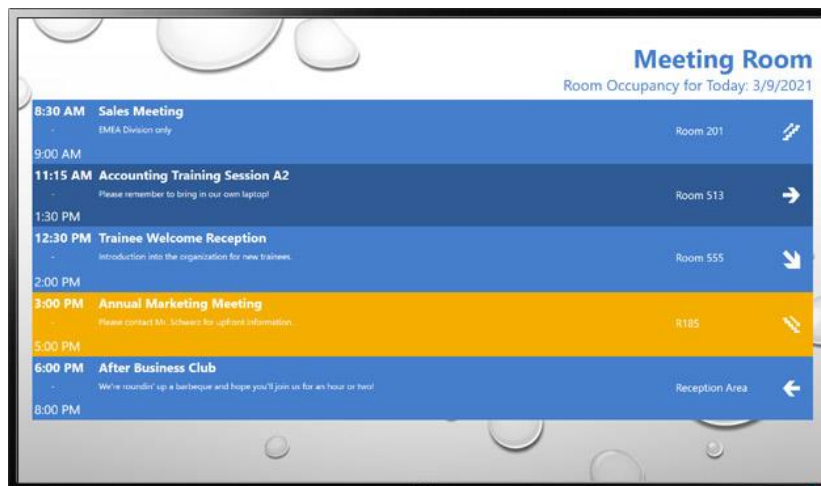 Meeting Room
Room Occupancy for Today: 3/9/2021
8:30 AM Sales Meeting
- EMEA Division only Room 201
9:00 AM
11:15 AM Accounting Training Session A2
- Please remember to bring in our own laptop! Room 513
1:30 PM
12:30 PM Trainee Welcome Reception
- Introduction into the organization for new trainees. Room 555
2:00 PM
3:00 PM Annual Marketing Meeting
- Please contact Mr. Schwarz for upfront information. R185
5:00 PM
6:00 PM After Business Club
- We're roundin' up a barbeque and hope you'll join us for an hour or two! Reception Area
8:00 PM